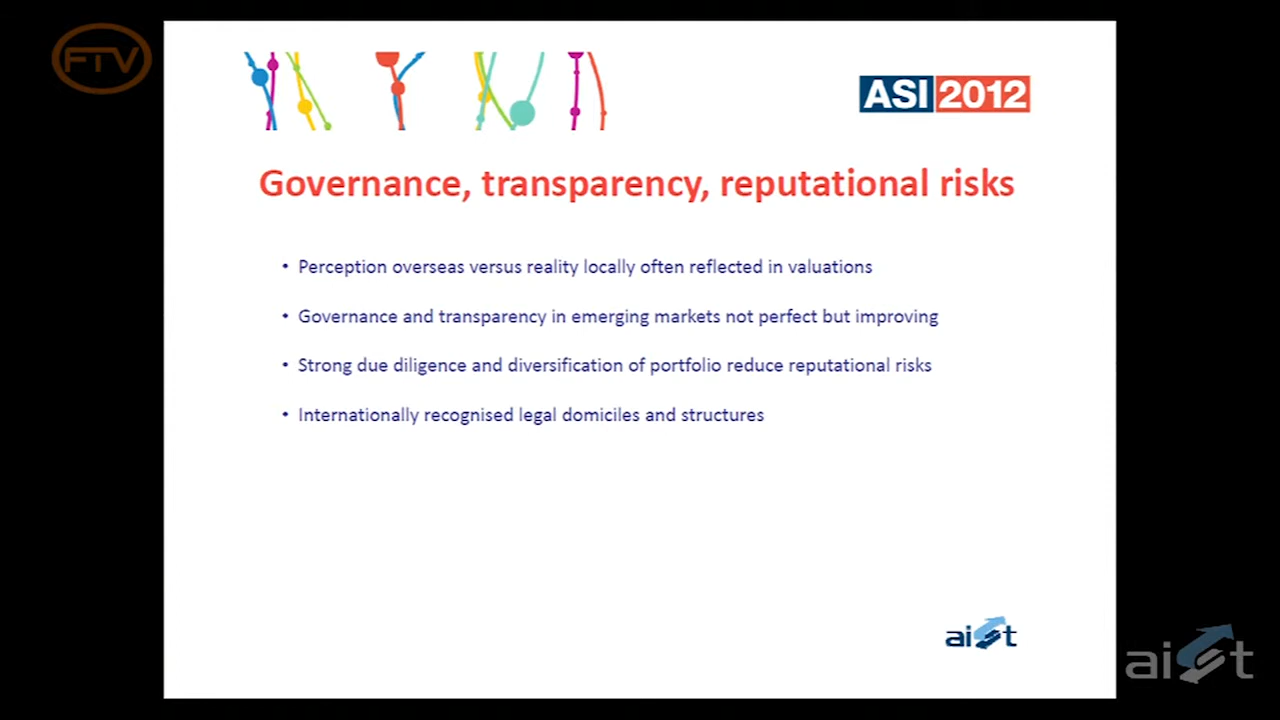 FTV
ASI 2012
Governance, transparency, reputational risks
• Perception overseas versus reality locally often reflected in valuations
• Governance and transparency in emerging markets not perfect but improving
• Strong due diligence and diversification of portfolio reduce reputational risks
• Internationally recognised legal domiciles and structures
aist
aist